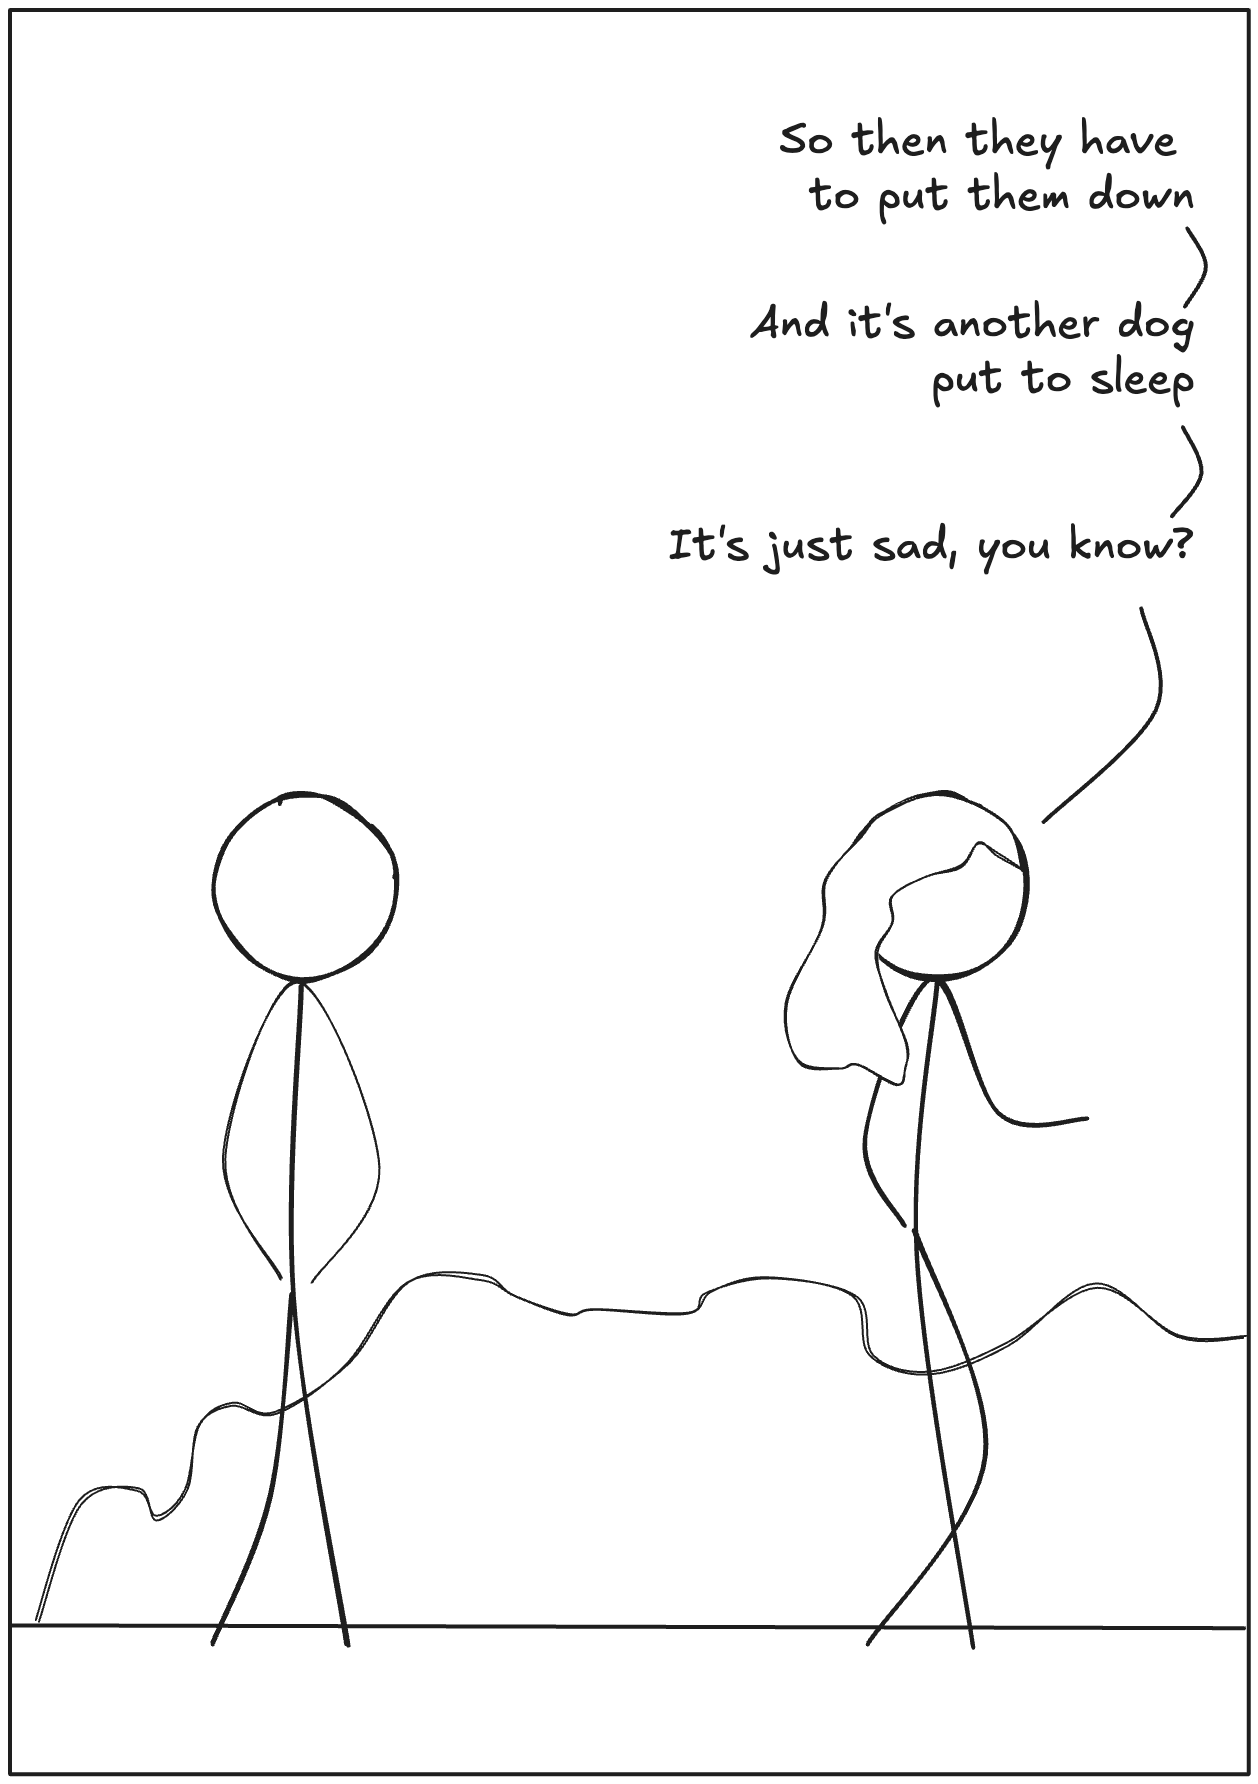 So then they have
to put them down
And it's another dog
put to sleep
It's just sad, you know?